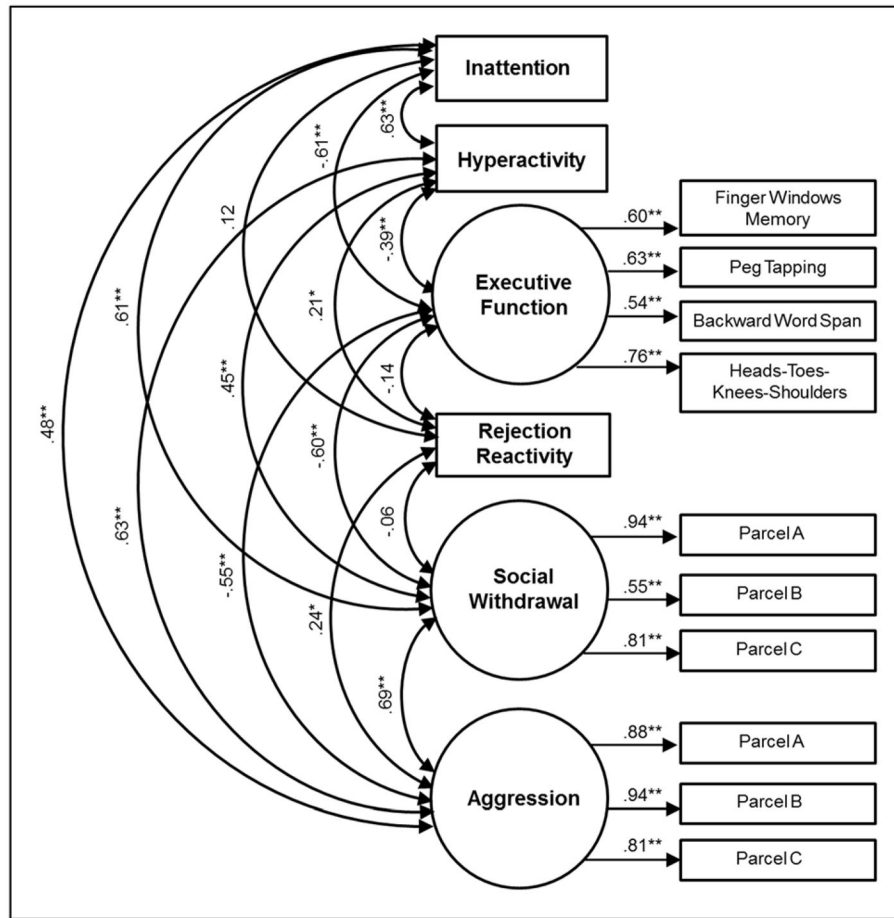 Inattention
.63**
Hyperactivity
-.61**
.12
-.39**
.61**
.21*
.48**
.45**
Executive
Function
.60**
Finger Windows
Memory
.63**
Peg Tapping
.54**
Backward Word Span
.76**
Heads-Toes-
Knees-Shoulders
-.14
-.60**
Rejection
Reactivity
.63**
-.55**
-.06
.24*
Social
Withdrawal
.94**
Parcel A
.55**
Parcel B
.81**
Parcel C
.69**
Aggression
.88**
Parcel A
.94**
Parcel B
.81**
Parcel C